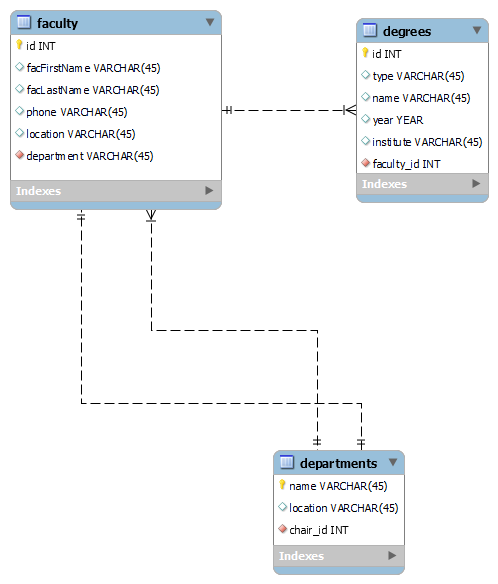 faculty
id INT
facFirstName VARCHAR(45)
facLastName VARCHAR(45)
phone VARCHAR(45)
location VARCHAR(45)
department VARCHAR(45)
Indexes
degrees
id INT
type VARCHAR(45)
name VARCHAR(45)
year YEAR
institute VARCHAR(45)
faculty_id INT
Indexes
departments
name VARCHAR(45)
location VARCHAR(45)
chair_id INT
Indexes